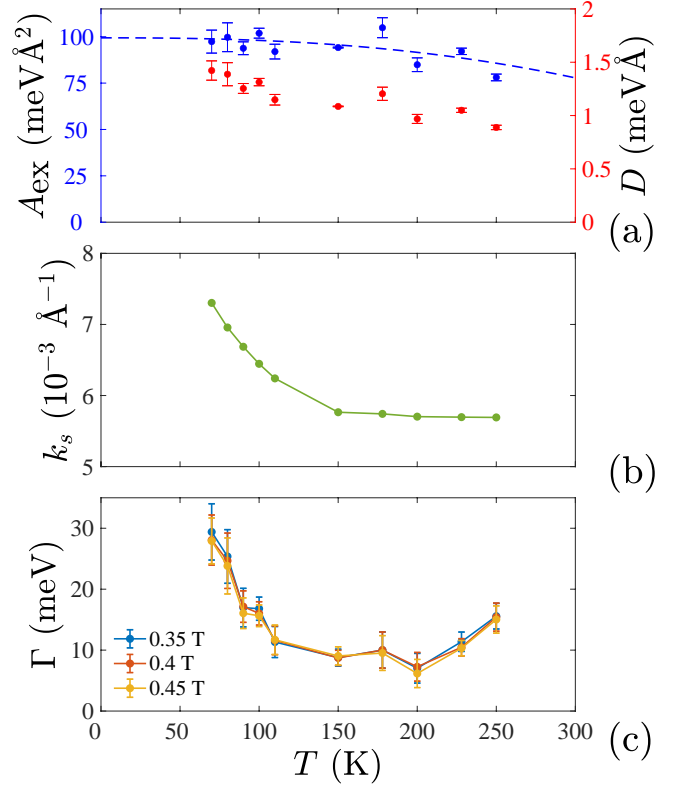 A_ex (meVÅ²)
100
75
50
25
0
2
1.5
1
0.5
0
D (meVÅ)
(a)
k_s (10⁻³ Å⁻¹)
8
7
6
5
(b)
Γ (meV)
30
20
10
0
0.35 T
0.4 T
0.45 T
0 50 100 150 200 250 300
T (K)
(c)